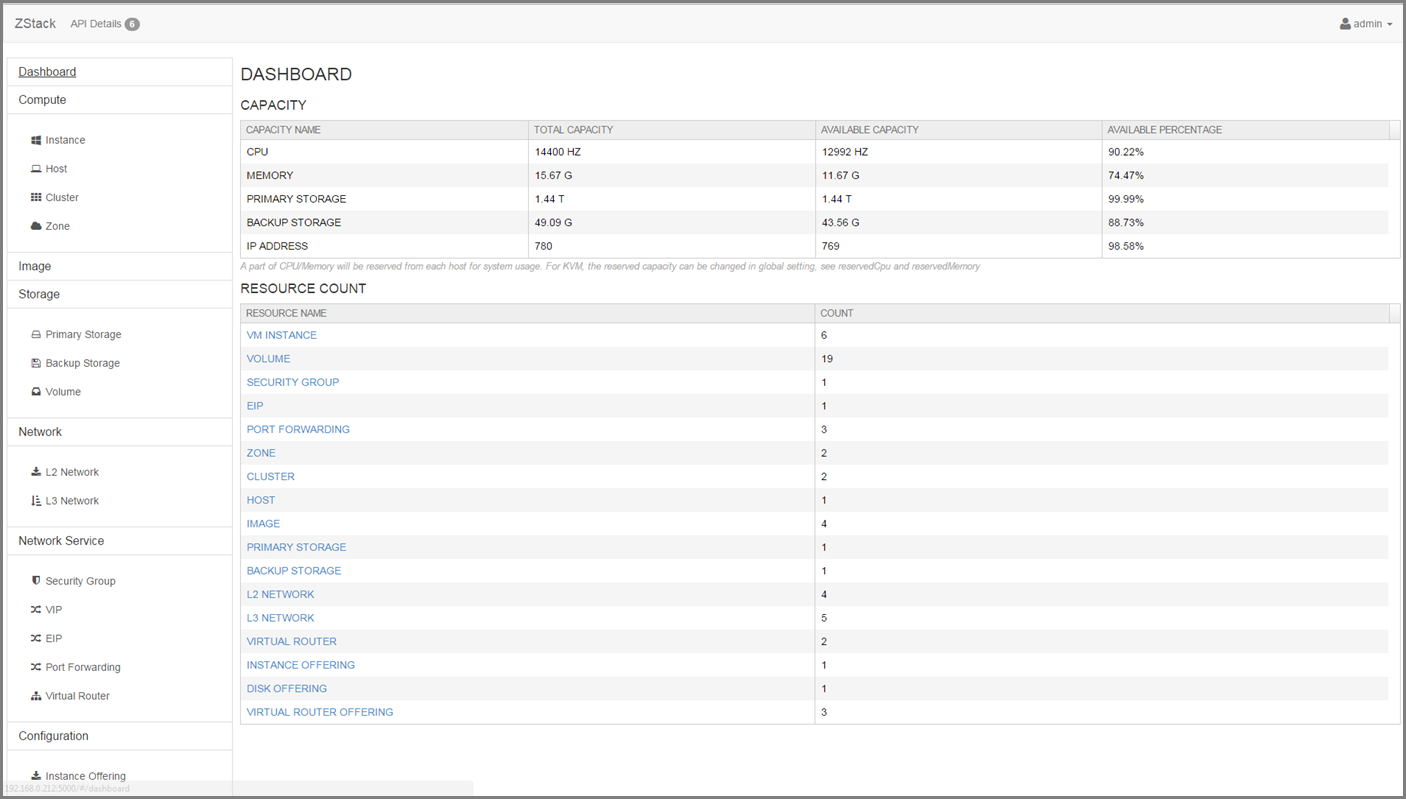 ZStack API Details 6 admin
Dashboard
Compute
Instance
Host
Cluster
Zone
Image
Storage
Primary Storage
Backup Storage
Volume
Network
L2 Network
L3 Network
Network Service
Security Group
VIP
EIP
Port Forwarding
Virtual Router
Configuration
Instance Offering
192.168.0.212:5000/#/dashboard
DASHBOARD
CAPACITY
CAPACITY NAME TOTAL CAPACITY AVAILABLE CAPACITY AVAILABLE PERCENTAGE
CPU 14400 HZ 12992 HZ 90.22%
MEMORY 15.67 G 11.67 G 74.47%
PRIMARY STORAGE 1.44 T 1.44 T 99.99%
BACKUP STORAGE 49.09 G 43.56 G 88.73%
IP ADDRESS 780 769 98.58%
A part of CPU/Memory will be reserved from each host for system usage. For KVM, the reserved capacity can be changed in global setting, see reservedCpu and reservedMemory
RESOURCE COUNT
RESOURCE NAME COUNT
VM INSTANCE 6
VOLUME 19
SECURITY GROUP 1
EIP 1
PORT FORWARDING 3
ZONE 2
CLUSTER 2
HOST 1
IMAGE 4
PRIMARY STORAGE 1
BACKUP STORAGE 1
L2 NETWORK 4
L3 NETWORK 5
VIRTUAL ROUTER 2
INSTANCE OFFERING 1
DISK OFFERING 1
VIRTUAL ROUTER OFFERING 3